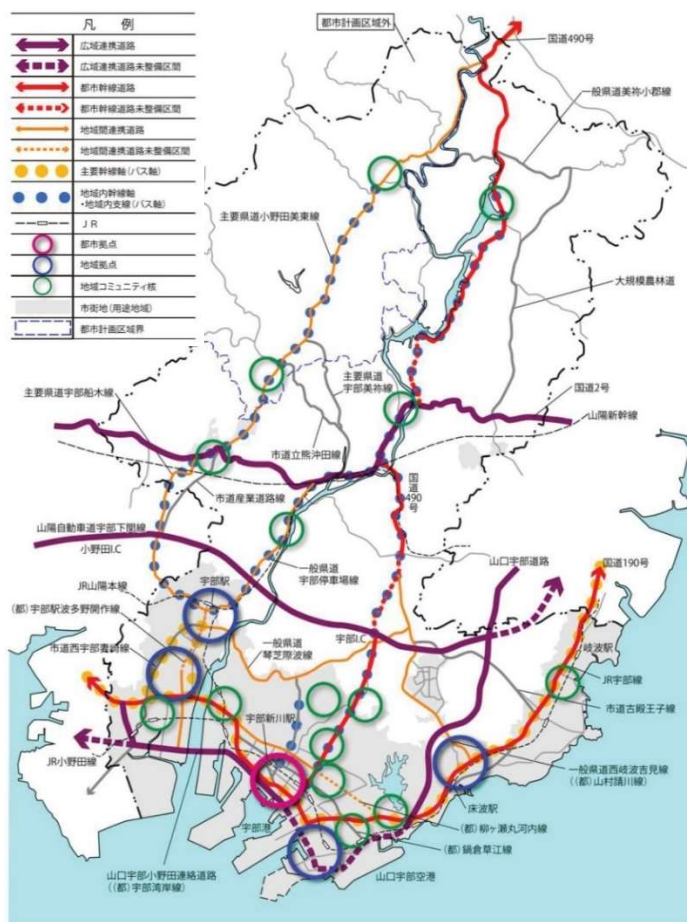 凡　例
広域連携道路
広域連携道路未整備区間
都市幹線道路
都市幹線道路未整備区間
地域間連携道路
地域間連携道路未整備区間
主要幹線軸(バス軸)
地域内幹線軸
・地域内支線(バス軸)
ＪＲ
都市拠点
地域拠点
地域コミュニティ核
市街地(用途地域)
都市計画区域界
都市計画区域外
国道490号
一般県道美祢小郡線
主要県道小野田美東線
大規模農林道
主要県道宇部船木線
主要県道
宇部美祢線
国道2号
山陽新幹線
市道立熊沖田線
市道産業道路線
国道
490
号
山陽自動車道宇部下関線
小野田I.C
一般県道
宇部停車場線
山口宇部道路
国道190号
JR山陽本線
宇部駅
(都)宇部駅波多野開作線
宇部I.C
岐波駅
市道西宇部妻崎線
一般県道
琴芝際波線
JR宇部線
市道古殿王子線
宇部新川駅
JR小野田線
一般県道西岐波吉見線
((都)山村請川線)
床波駅
宇部港
(都)柳ヶ瀬丸河内線
(都)鍋倉草江線
山口宇部小野田連絡道路
((都)宇部湾岸線)
山口宇部空港